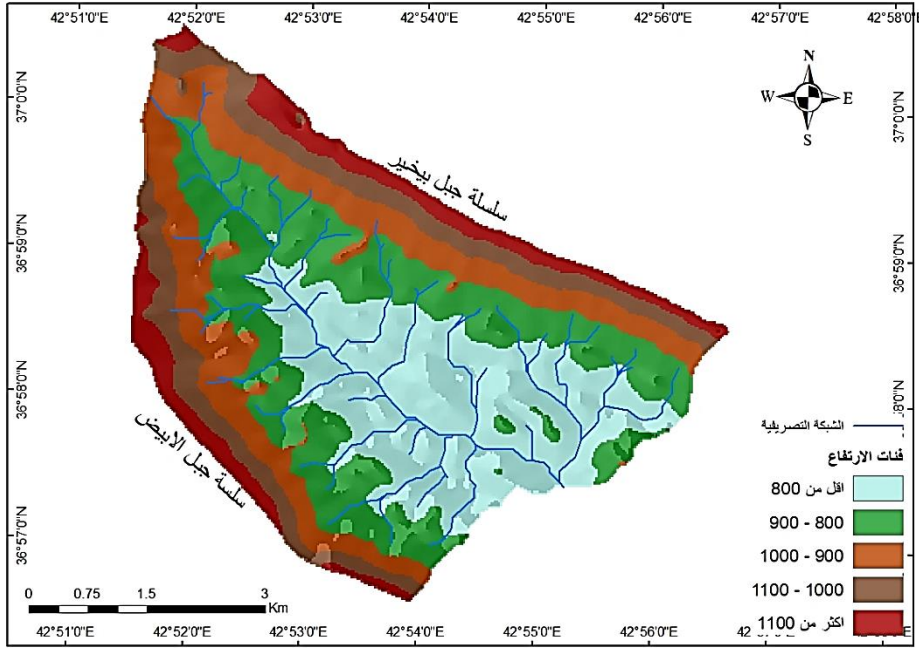 42°51'0"E 42°52'0"E 42°53'0"E 42°54'0"E 42°55'0"E 42°56'0"E 42°57'0"E 42°58'0"E
N
W E
S
37°0'0"N
37°0'0"N
سلسلة جبل بيخير
36°59'0"N
36°59'0"N
36°58'0"N
8°0"N
سلسة جبل الابيض
36°57'0"N
الشبكة التصريفية
فئات الارتفاع
اقل من 800
900 - 800
1000 - 900
1100 - 1000
اكثر من 1100
0 0.75 1.5 3
Km
42°51'0"E 42°52'0"E 42°53'0"E 42°54'0"E 42°55'0"E 42°56'0"E